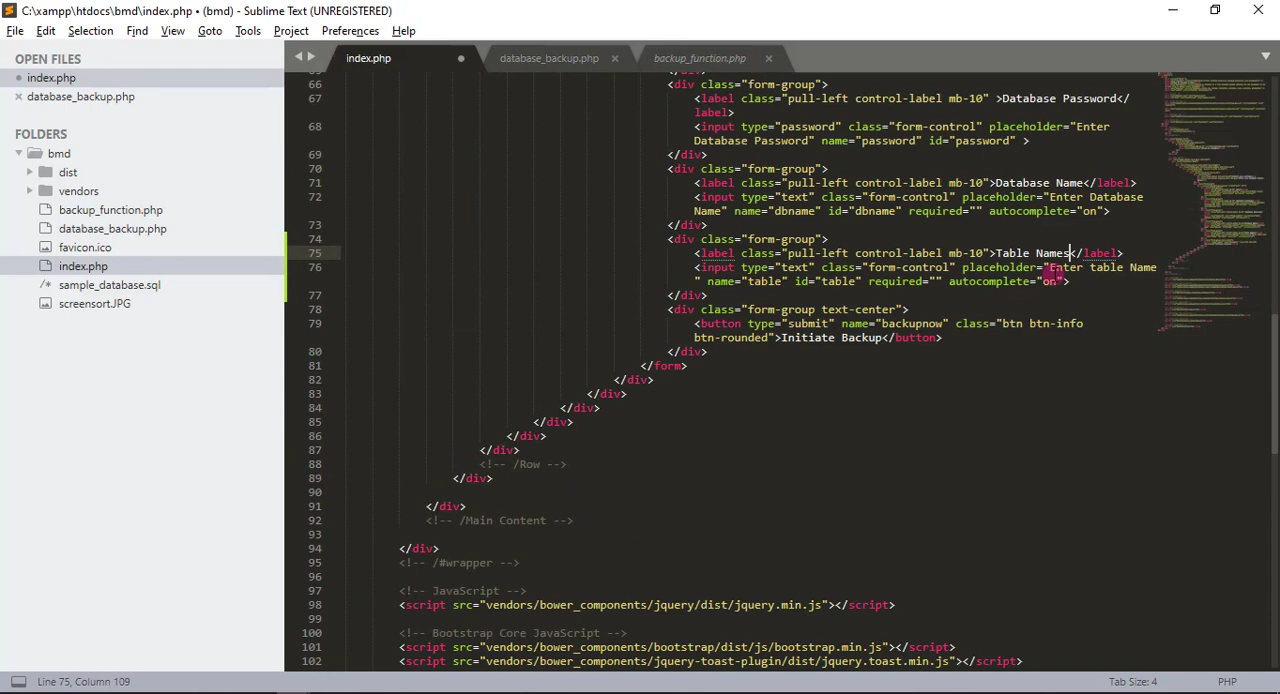 C:\xampp\htdocs\bmd\index.php • (bmd) - Sublime Text (UNREGISTERED)
File Edit Selection Find View Goto Tools Project Preferences Help
OPEN FILES
index.php
database_backup.php
FOLDERS
bmd
dist
vendors
backup_function.php
database_backup.php
favicon.ico
index.php
sample_database.sql
screensort.JPG
index.php database_backup.php backup_function.php
66 <div class="form-group">
67 <label class="pull-left control-label mb-10" >Database Password</
label>
68 <input type="password" class="form-control" placeholder="Enter
Database Password" name="password" id="password" >
69 </div>
70 <div class="form-group">
71 <label class="pull-left control-label mb-10">Database Name</label>
72 <input type="text" class="form-control" placeholder="Enter Database
Name" name="dbname" id="dbname" required="" autocomplete="on">
73 </div>
74 <div class="form-group">
75 <label class="pull-left control-label mb-10">Table Names</label>
76 <input type="text" class="form-control" placeholder="Enter table Name
" name="table" id="table" required="" autocomplete="on">
77 </div>
78 <div class="form-group text-center">
79 <button type="submit" name="backupnow" class="btn btn-info
btn-rounded">Initiate Backup</button>
80 </div>
81 </form>
82 </div>
83 </div>
84 </div>
85 </div>
86 </div>
87 </div>
88 <!-- /Row -->
89 </div>
90
91 </div>
92 <!-- /Main Content -->
93
94 </div>
95 <!-- /#wrapper -->
96
97 <!-- JavaScript -->
98 <script src="vendors/bower_components/jquery/dist/jquery.min.js"></script>
99
100 <!-- Bootstrap Core JavaScript -->
101 <script src="vendors/bower_components/bootstrap/dist/js/bootstrap.min.js"></script>
102 <script src="vendors/bower_components/jquery-toast-plugin/dist/jquery.toast.min.js"></script>
Line 75, Column 109 Tab Size: 4 PHP